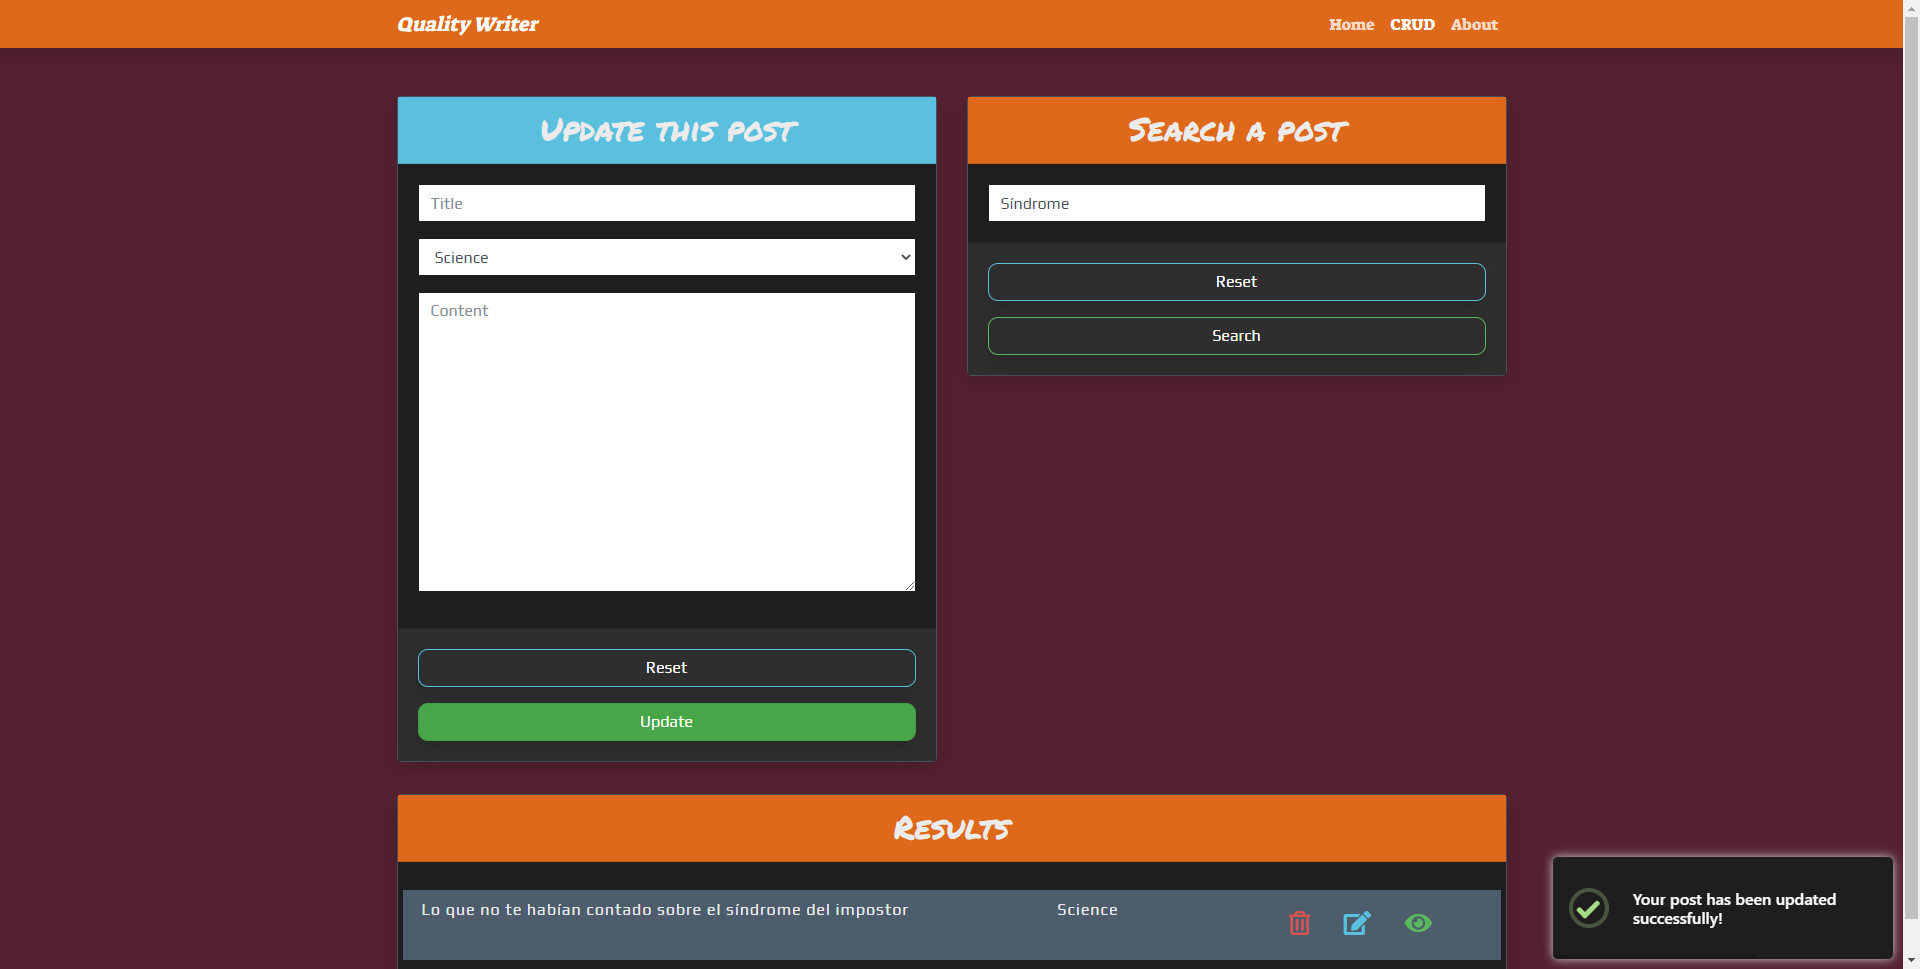 Quality Writer
Home CRUD About
Update this post
Title
Science
Content
Reset
Update
Search a post
Síndrome
Reset
Search
Results
Lo que no te habían contado sobre el síndrome del impostor Science
Your post has been updated
successfully!